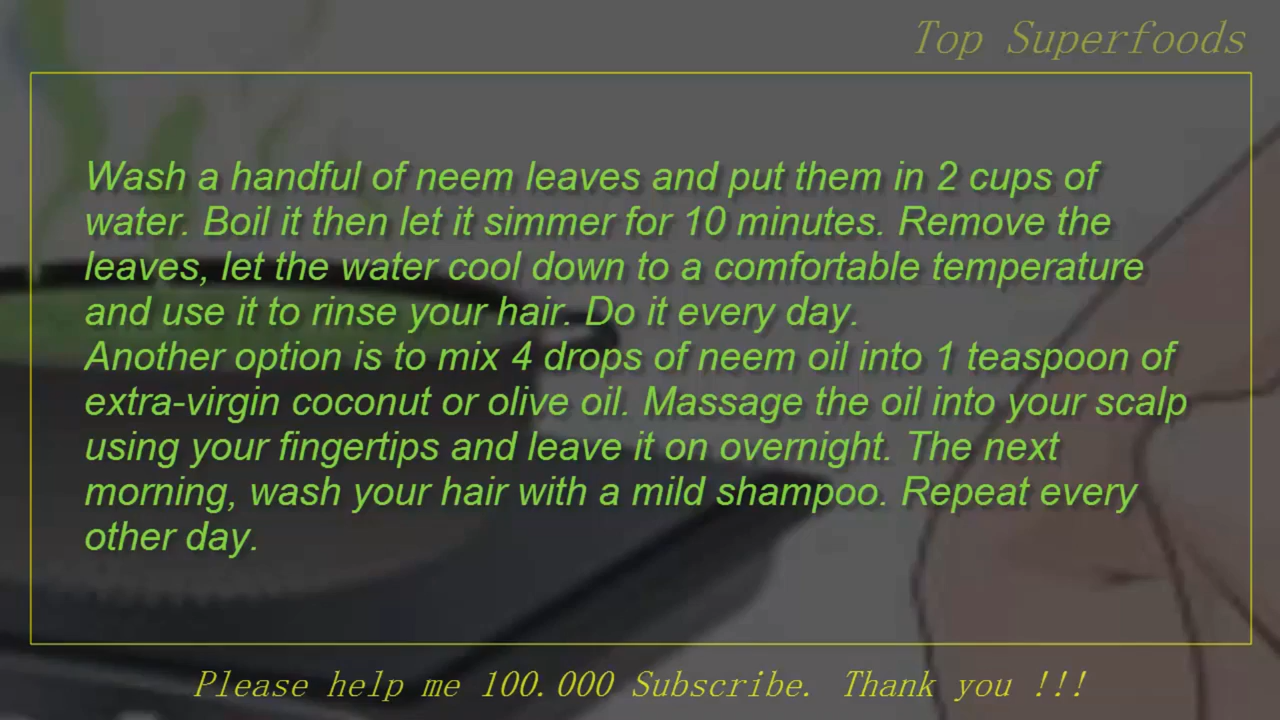 Top Superfoods
Wash a handful of neem leaves and put them in 2 cups of
water. Boil it then let it simmer for 10 minutes. Remove the
leaves, let the water cool down to a comfortable temperature
and use it to rinse your hair. Do it every day.
Another option is to mix 4 drops of neem oil into 1 teaspoon of
extra-virgin coconut or olive oil. Massage the oil into your scalp
using your fingertips and leave it on overnight. The next
morning, wash your hair with a mild shampoo. Repeat every
other day.
Please help me 100.000 Subscribe. Thank you !!!